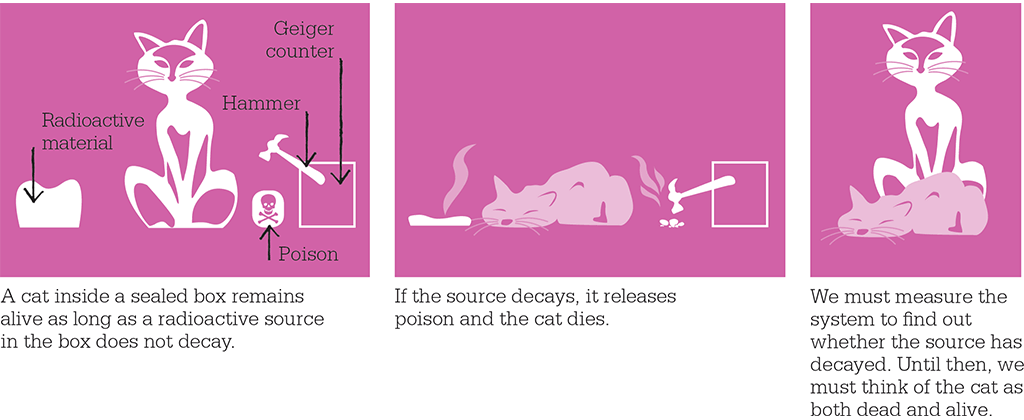 Geiger
counter
Hammer
Radioactive
material
Poison
A cat inside a sealed box remains
alive as long as a radioactive source
in the box does not decay.
If the source decays, it releases
poison and the cat dies.
We must measure the
system to find out
whether the source has
decayed. Until then, we
must think of the cat as
both dead and alive.